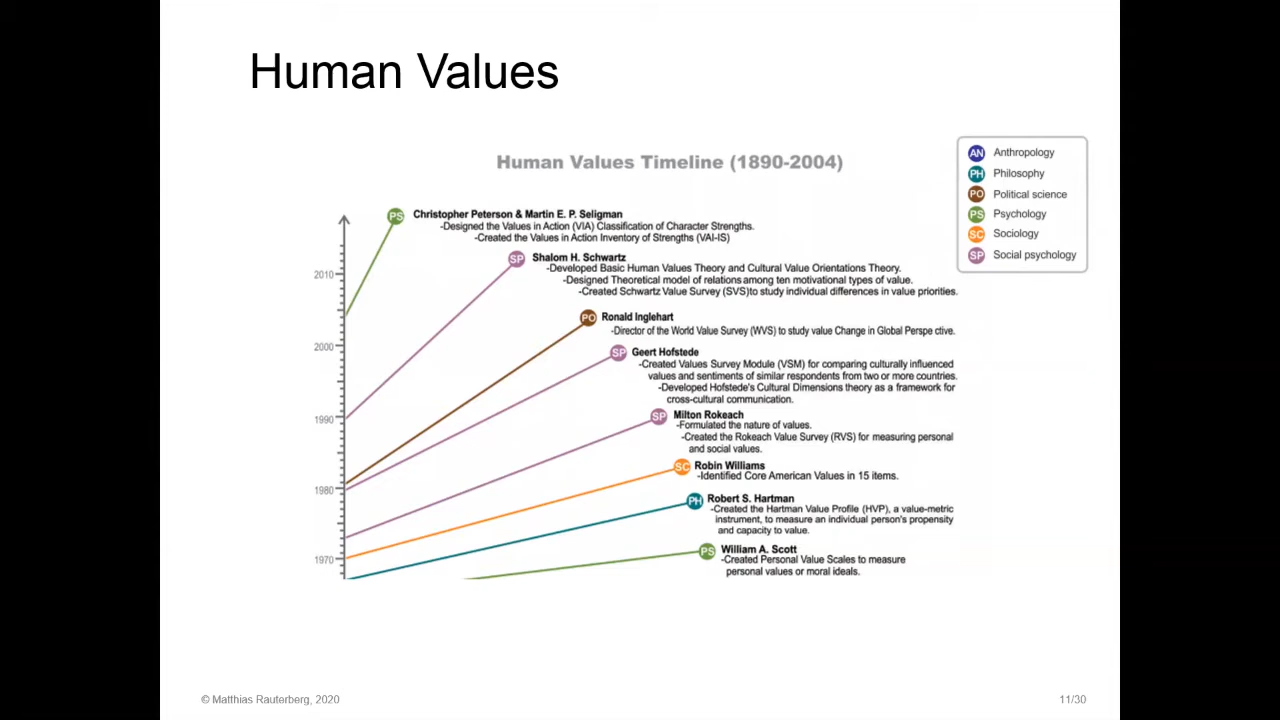 Human Values
Human Values Timeline (1890-2004)
AN Anthropology
PH Philosophy
PO Political science
PS Psychology
SC Sociology
SP Social psychology
PS Christopher Peterson & Martin E. P. Seligman
-Designed the Values in Action (VIA) Classification of Character Strengths.
-Created the Values in Action Inventory of Strengths (VAI-IS)
SP Shalom H. Schwartz
-Developed Basic Human Values Theory and Cultural Value Orientations Theory.
-Designed Theoretical model of relations among ten motivational types of value.
-Created Schwartz Value Survey (SVS)to study individual differences in value priorities.
2010
PO Ronald Inglehart
-Director of the World Value Survey (WVS) to study value Change in Global Perspe ctive.
2000
SP Geert Hofstede
-Created Values Survey Module (VSM) for comparing culturally influenced
values and sentiments of similar respondents from two or more countries.
-Developed Hofstede's Cultural Dimensions theory as a framework for
cross-cultural communication.
1990
SP Milton Rokeach
-Formulated the nature of values.
-Created the Rokeach Value Survey (RVS) for measuring personal
and social values.
SC Robin Williams
-Identified Core American Values in 15 items.
1980
PH Robert S. Hartman
-Created the Hartman Value Profile (HVP), a value-metric
instrument, to measure an individual person's propensity
and capacity to value.
PS William A. Scott
-Created Personal Value Scales to measure
personal values or moral ideals.
1970
© Matthias Rauterberg, 2020
11/30